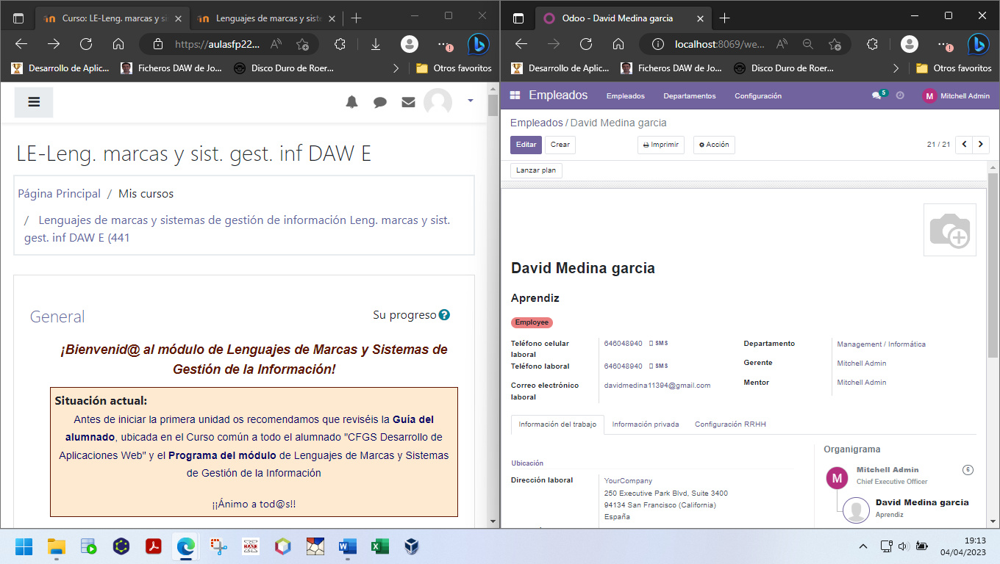 Curso: LE-Leng. marcas y si
Lenguajes de marcas y siste
https://aulasfp22...
Desarrollo de Aplic...
Ficheros DAW de Jo...
Disco Duro de Roer...
Otros favoritos
LE-Leng. marcas y sist. gest. inf DAW E
Página Principal / Mis cursos
/ Lenguajes de marcas y sistemas de gestión de información Leng. marcas y sist.
gest. inf DAW E (441
General
Su progreso
¡Bienvenid@ al módulo de Lenguajes de Marcas y Sistemas de
Gestión de la Información!
Situación actual:
Antes de iniciar la primera unidad os recomendamos que reviséis la Guía del
alumnado, ubicada en el Curso común a todo el alumnado "CFGS Desarrollo de
Aplicaciones Web" y el Programa del módulo de Lenguajes de Marcas y Sistemas
de Gestión de la Información
¡¡Ánimo a tod@s!!
Odoo - David Medina garcia
localhost:8069/we...
Desarrollo de Aplic...
Ficheros DAW de Jo...
Disco Duro de Roer...
Otros favoritos
Empleados
Empleados
Departamentos
Configuración
5
M
Mitchell Admin
Empleados / David Medina garcia
Editar
Crear
Imprimir
Acción
21 / 21
Lanzar plan
David Medina garcia
Aprendiz
Employee
Teléfono celular
laboral
646048940 SMS
Teléfono laboral
646048940 SMS
Correo electrónico
laboral
davidmedina11394@gmail.com
Departamento
Management / Informática
Gerente
Mitchell Admin
Mentor
Mitchell Admin
Información del trabajo
Información privada
Configuración RRHH
Ubicación
Dirección laboral
YourCompany
250 Executive Park Blvd, Suite 3400
94134 San Francisco (California)
España
Organigrama
M
Mitchell Admin
6
Chief Executive Officer
David Medina garcia
Aprendiz
BASE
19:13
04/04/2023